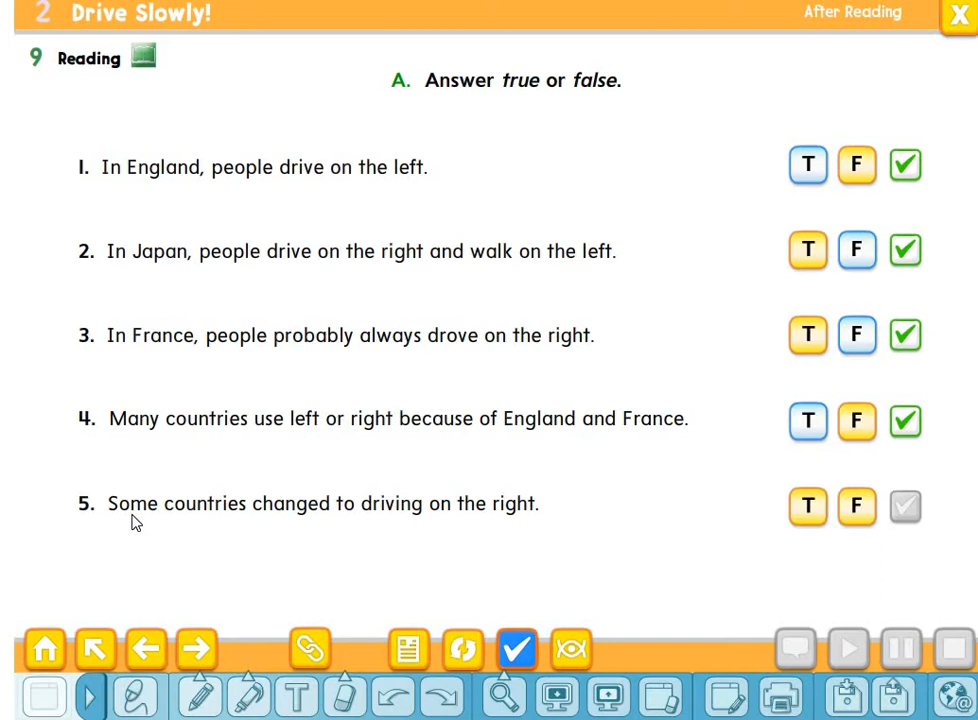 2 Drive Slowly!
After Reading
X
9 Reading
A. Answer true or false.
1. In England, people drive on the left.
T F
2. In Japan, people drive on the right and walk on the left.
T F
3. In France, people probably always drove on the right.
T F
4. Many countries use left or right because of England and France.
T F
5. Some countries changed to driving on the right.
T F
T
@